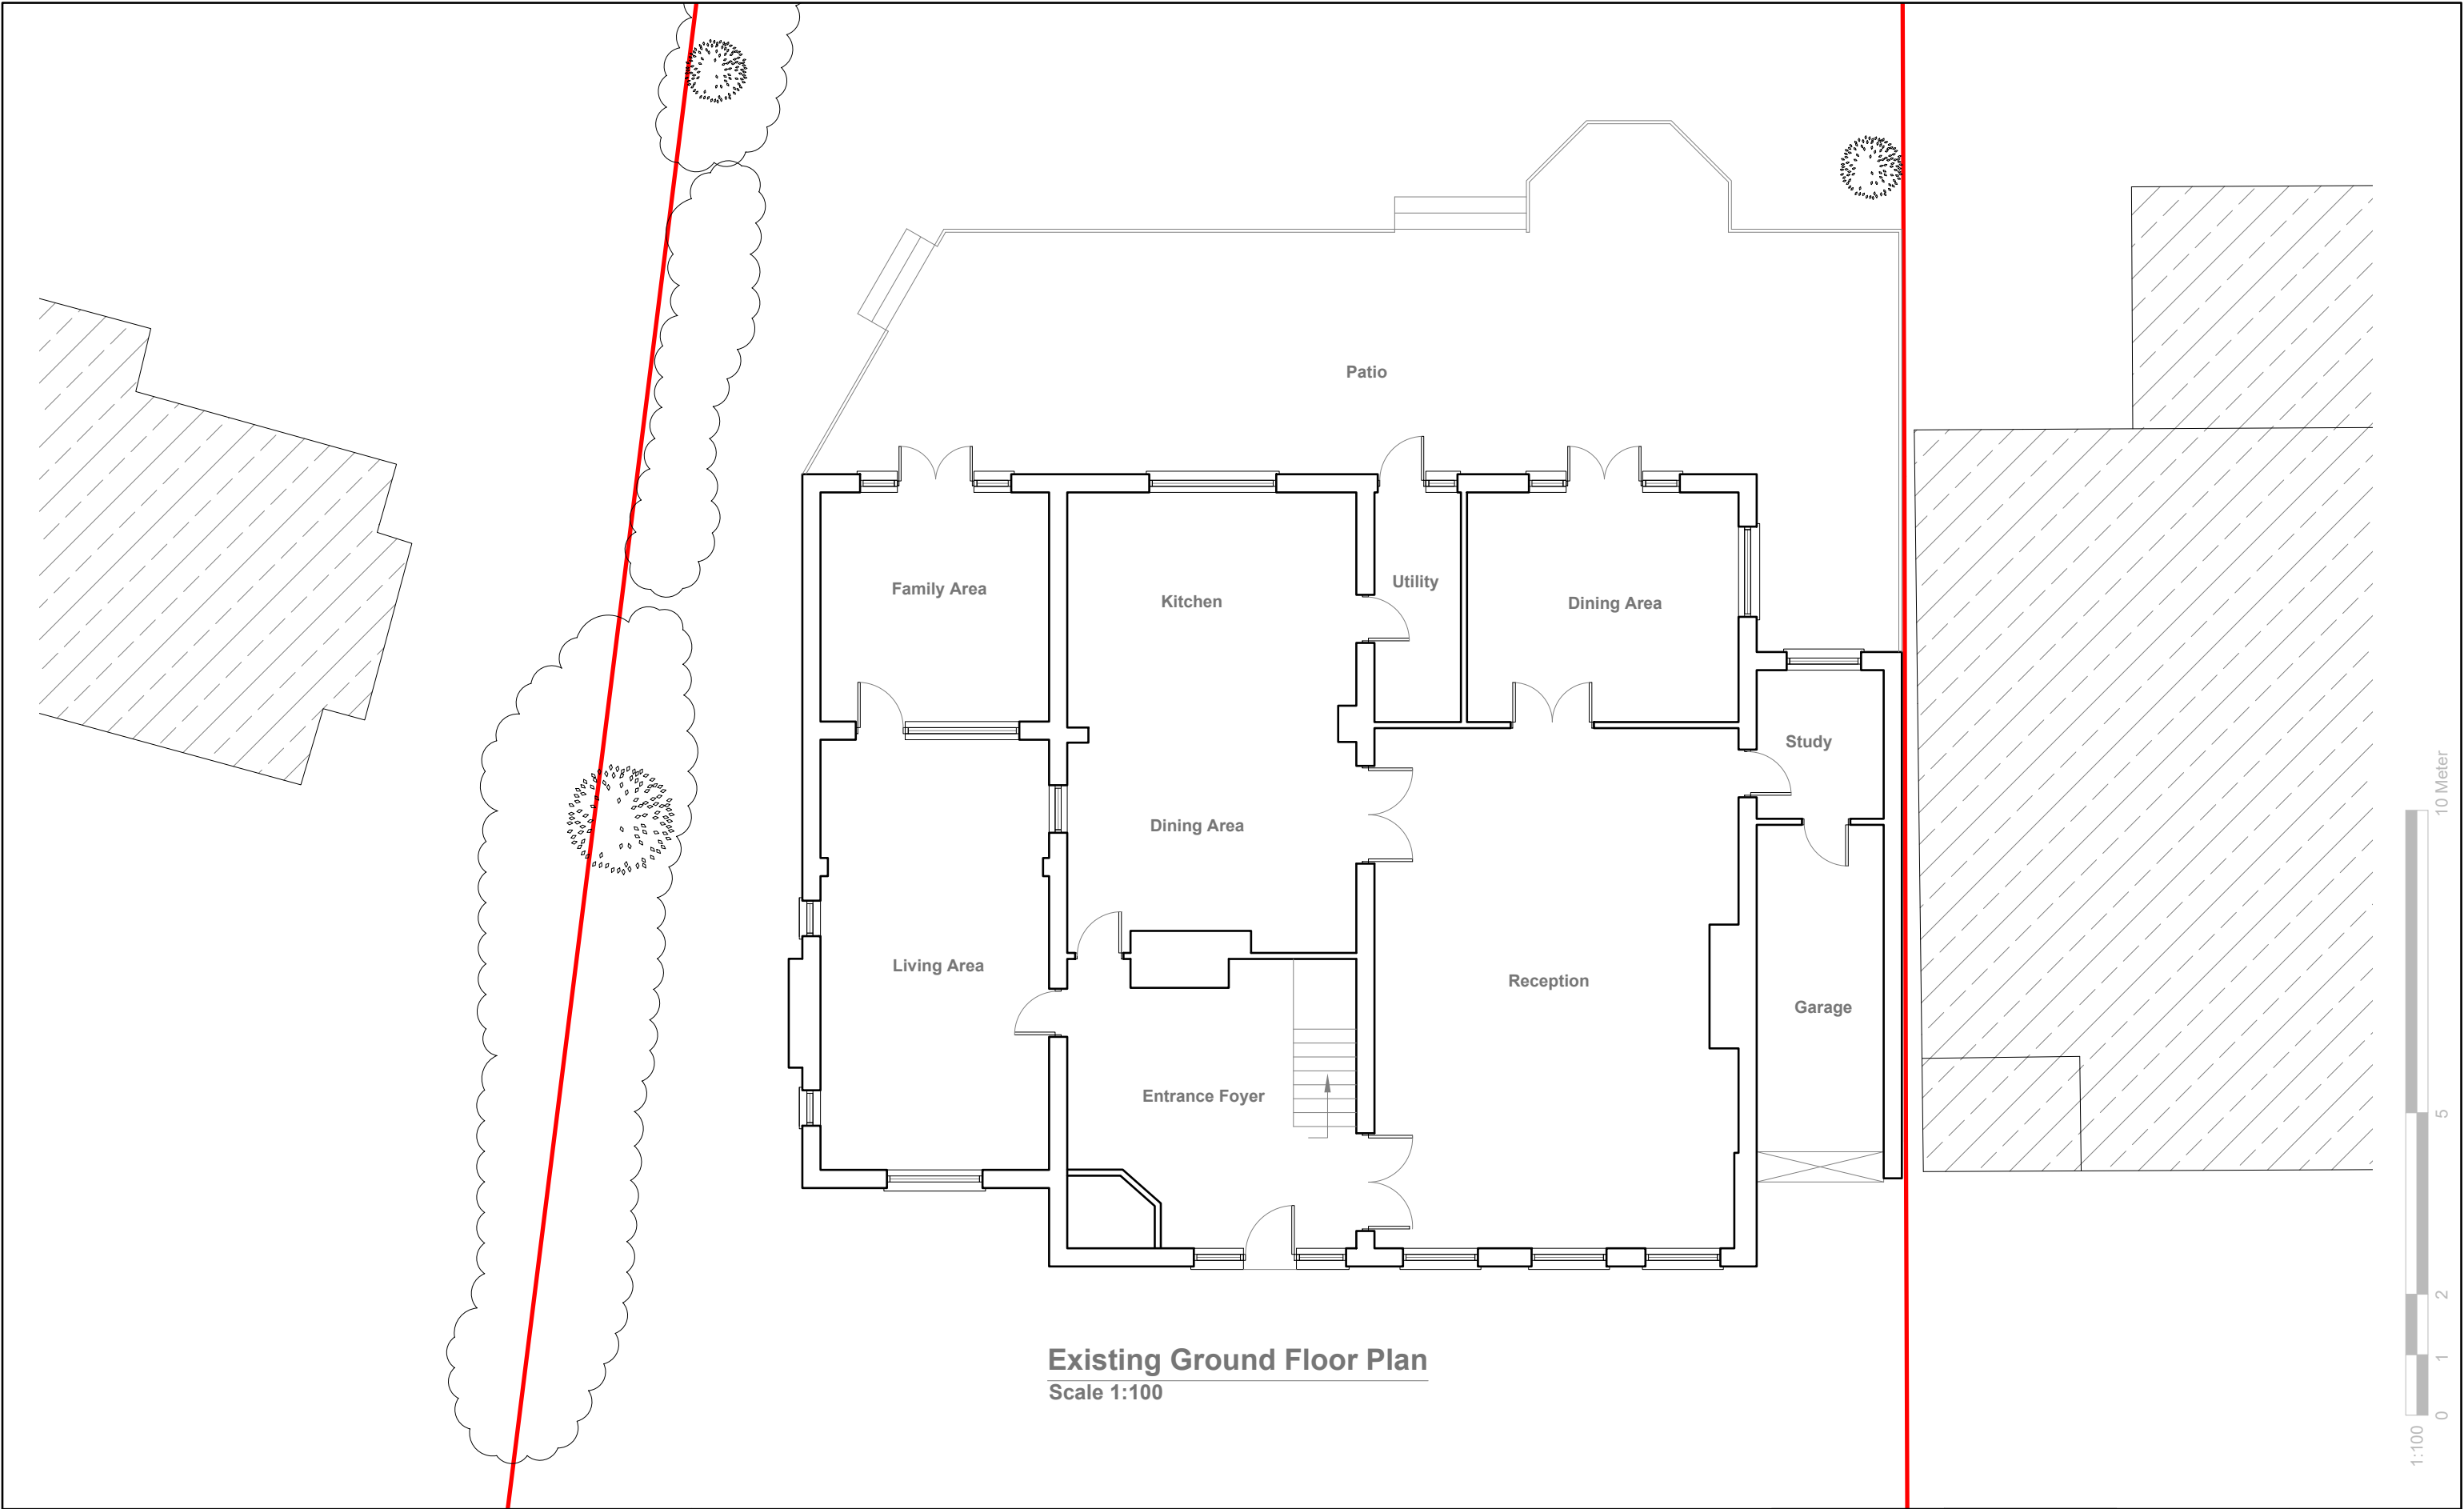 Patio
Family Area
Kitchen
Utility
Dining Area
Study
Dining Area
Living Area
Reception
Garage
Entrance Foyer
Existing Ground Floor Plan
Scale 1:100
10 Meter
5
2
1
0
1:100